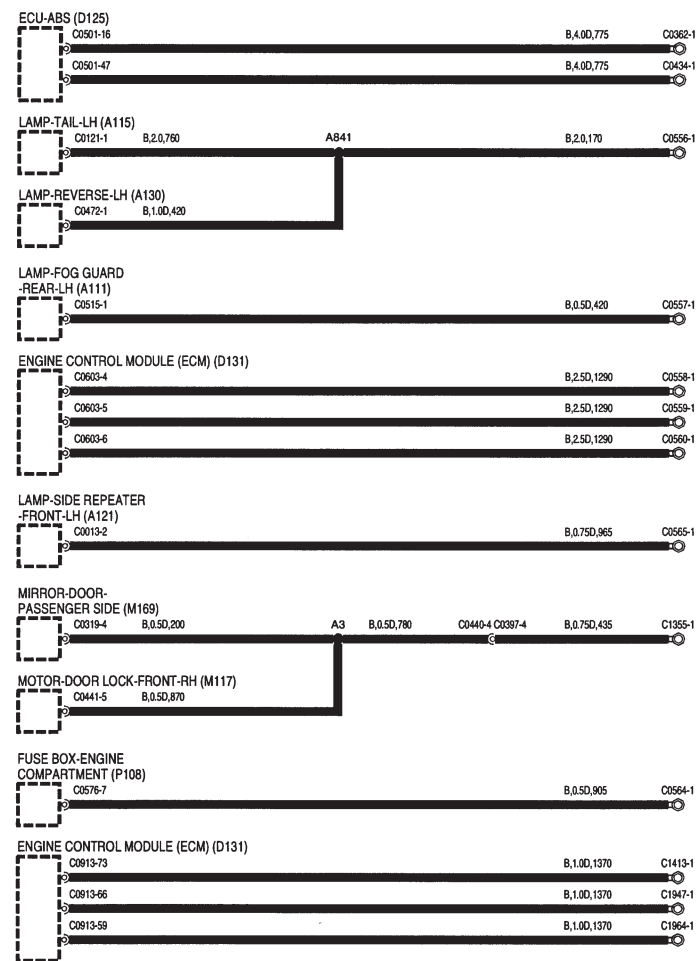 ECU-ABS (D125)
C0501-16 B,4.0D,775 C0362-1
C0501-47 B,4.0D,775 C0434-1
LAMP-TAIL-LH (A115)
C0121-1 B,2.0,760 A841 B,2.0,170 C0556-1
LAMP-REVERSE-LH (A130)
C0472-1 B,1.0D,420
LAMP-FOG GUARD
-REAR-LH (A111)
C0515-1 B,0.5D,420 C0557-1
ENGINE CONTROL MODULE (ECM) (D131)
C0603-4 B,2.5D,1290 C0558-1
C0603-5 B,2.5D,1290 C0559-1
C0603-6 B,2.5D,1290 C0560-1
LAMP-SIDE REPEATER
-FRONT-LH (A121)
C0013-2 B,0.75D,965 C0565-1
MIRROR-DOOR-
PASSENGER SIDE (M169)
C0319-4 B,0.5D,200 A3 B,0.5D,780 C0440-4 C0397-4 B,0.75D,435 C1355-1
MOTOR-DOOR LOCK-FRONT-RH (M117)
C0441-5 B,0.5D,870
FUSE BOX-ENGINE
COMPARTMENT (P108)
C0576-7 B,0.5D,905 C0564-1
ENGINE CONTROL MODULE (ECM) (D131)
C0913-73 B,1.0D,1370 C1413-1
C0913-66 B,1.0D,1370 C1947-1
C0913-59 B,1.0D,1370 C1964-1